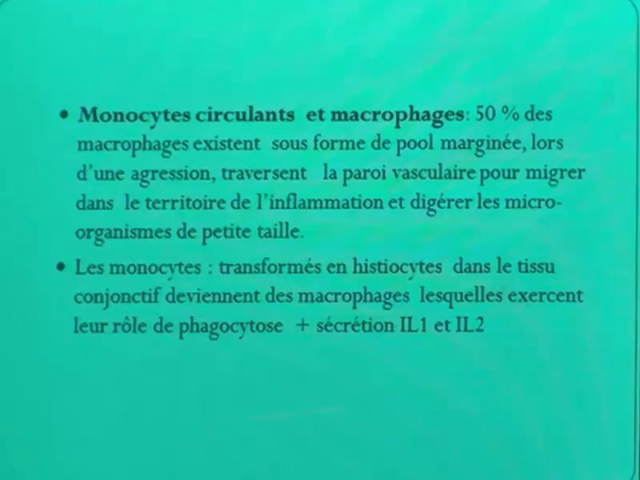 • Monocytes circulants et macrophages: 50 % des
macrophages existent sous forme de pool marginée, lors
d'une agression, traversent la paroi vasculaire pour migrer
dans le territoire de l'inflammation et digérer les micro-
organismes de petite taille.
• Les monocytes : transformés en histiocytes dans le tissu
conjonctif deviennent des macrophages lesquelles exercent
leur rôle de phagocytose + sécrétion IL1 et IL2